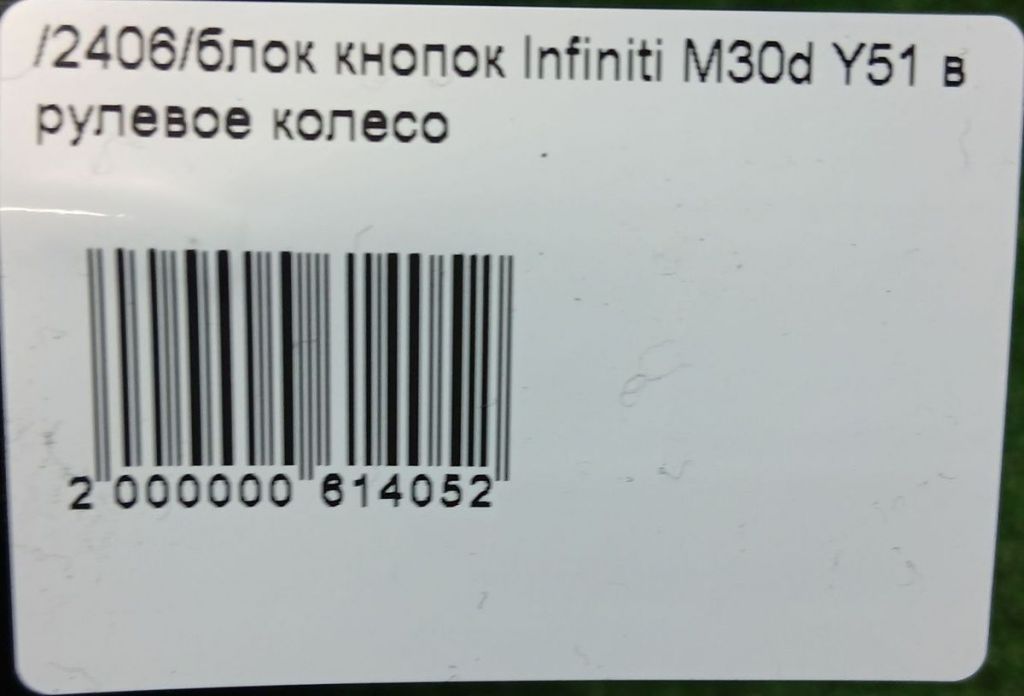 /2406/блок кнопок Infiniti M30d Y51 в
рулевое колесо
2 000000 614052